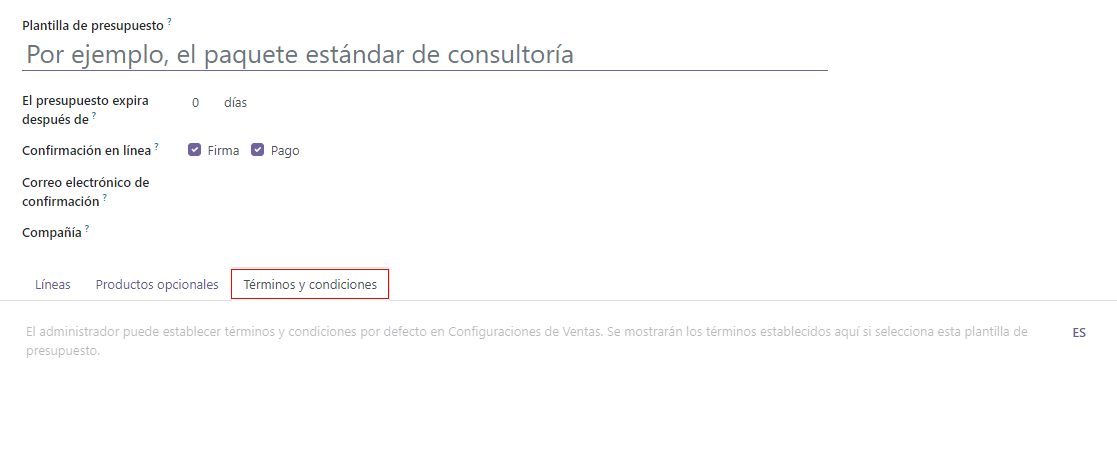 Plantilla de presupuesto ?
Por ejemplo, el paquete estándar de consultoría
El presupuesto expira
después de ?
0 días
Confirmación en línea ?
Firma Pago
Correo electrónico de
confirmación ?
Compañía ?
Líneas Productos opcionales Términos y condiciones
El administrador puede establecer términos y condiciones por defecto en Configuraciones de Ventas. Se mostrarán los términos establecidos aquí si selecciona esta plantilla de
presupuesto.
ES